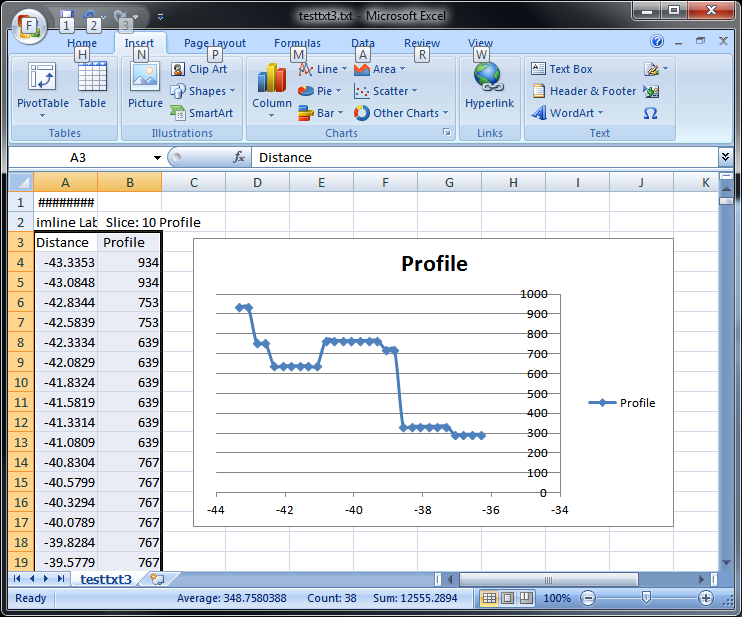 testtxt3.txt - Microsoft Excel
F 1 2 3
Home Insert Page Layout Formulas Data Review View
H N P M A R W
PivotTable Table Picture Clip Art Shapes SmartArt Column Line Pie Bar Area Scatter Other Charts Hyperlink Text Box Header & Footer WordArt Ω
Tables Illustrations Charts Links Text
A3 fx Distance
A B C D E F G H I J K
1 ########
2 imline Lab Slice: 10 Profile
3 Distance Profile
4 -43.3353 934
5 -43.0848 934
6 -42.8344 753
7 -42.5839 753
8 -42.3334 639
9 -42.0829 639
10 -41.8324 639
11 -41.5819 639
12 -41.3314 639
13 -41.0809 639
14 -40.8304 767
15 -40.5799 767
16 -40.3294 767
17 -40.0789 767
18 -39.8284 767
19 -39.5779 767
Profile
1000
900
800
700
600
500
400
300
200
100
0
-44 -42 -40 -38 -36 -34
Profile
testtxt3
Ready Average: 348.7580388 Count: 38 Sum: 12555.2894 100%